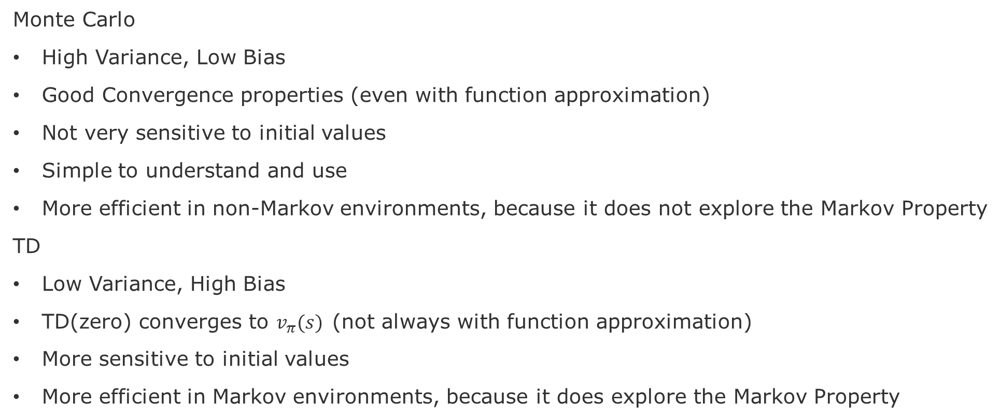 Monte Carlo
• High Variance, Low Bias
• Good Convergence properties (even with function approximation)
• Not very sensitive to initial values
• Simple to understand and use
• More efficient in non-Markov environments, because it does not explore the Markov Property
TD
• Low Variance, High Bias
• TD(zero) converges to 𝑣𝜋(𝑠) (not always with function approximation)
• More sensitive to initial values
• More efficient in Markov environments, because it does explore the Markov Property